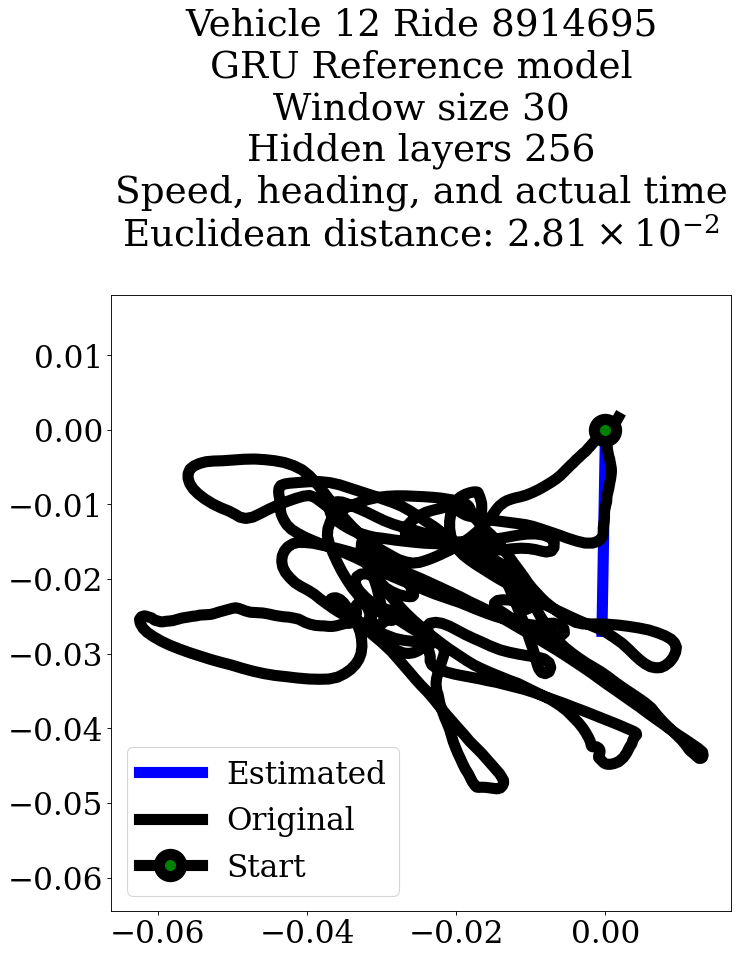 Vehicle 12 Ride 8914695
GRU Reference model
Window size 30
Hidden layers 256
Speed, heading, and actual time
Euclidean distance: 2.81 × 10⁻²
0.01
0.00
−0.01
−0.02
−0.03
−0.04
−0.05
−0.06
Estimated
Original
Start
−0.06 −0.04 −0.02 0.00